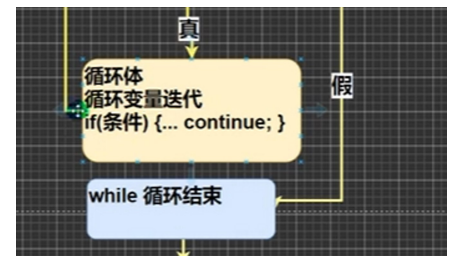 真
循环体
假
循环变量迭代
if(条件) {... continue; }
while 循环结束